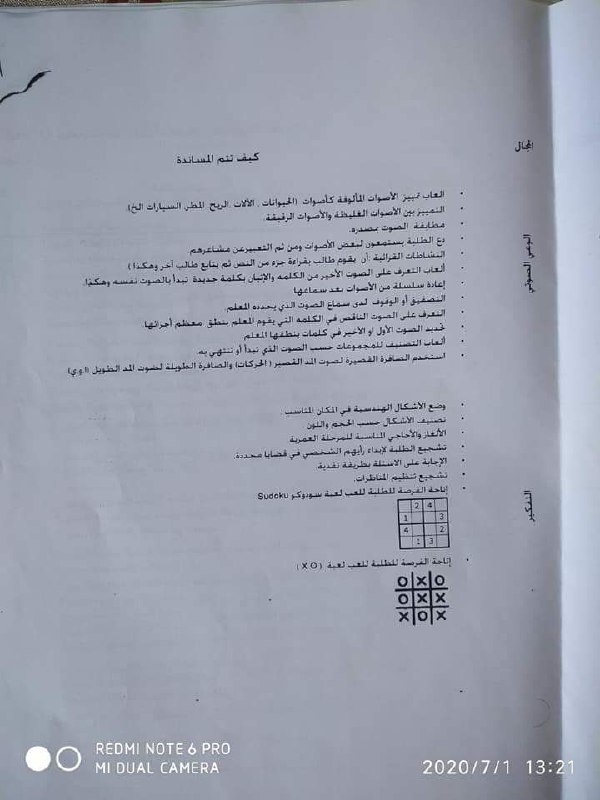 المجال
كيف تتم المساندة
الوعي الصوتي
• ألعاب تمييز الأصوات المألوفة كأصوات (الحيوانات . الآلات .الريح .المطر. السيارات الخ)
• التمييز بين الأصوات الغليظة والأصوات الرقيقة.
• مطابقة الصوت بمصدره.
• دع الطلبة يستمعون لبعض الأصوات ومن ثم التعبير عن مشاعرهم
• النشاطات القرائية :أن يقوم طالب بقراءة جزء من النص ثم يتابع طالب آخر وهكذا )
• ألعاب التعرف على الصوت الأخير من الكلمه والإتيان بكلمة جديدة تبدأ بالصوت نفسه وهكذا.
• إعادة سلسلة من الأصوات بعد سماعها
• التصفيق أو الوقوف لدى سماع الصوت الذي يحدده المعلم
• التعرف على الصوت الناقص في الكلمه التي يقوم المعلم بنطق معظم أجزائها.
• تحديد الصوت الأول او الأخير في كلمات ينطقها المعلم
• ألعاب التصنيف للمجموعات حسب الصوت الذي تبدأ أو تنتهي به.
• استخدم الصافرة القصيرة لصوت المد القصير ( الحركات) والصافرة الطويلة لصوت المد الطويل (اوي)
التفكير
• وضع الأشكال الهندسية في المكان المناسب .
• تصنيف الأشكال حسب الحجم واللون
• الألغاز والأحاجي المناسبة للمرحلة العمرية
• تشجيع الطلبة لإبداء رأيهم الشخصي في قضايا محددة.
• الإجابة على الاسئلة بطريقة نقدية
• تشجيع تنظيم المناظرات.
• إتاحة الفرصة للطلبة للعب لعبة سودوكو Sudoku
2 4
1 3
4 2
1 3
• إتاحة الفرصة للطلبة للعب لعبة ( X O )
O X O
O X X
X O X
REDMI NOTE 6 PRO
MI DUAL CAMERA
2020/7/1 13:21